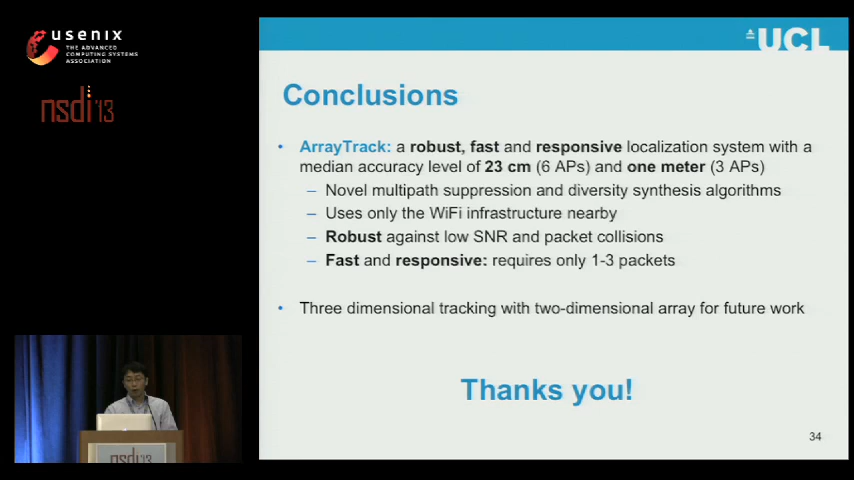 usenix
THE ADVANCED
COMPUTING SYSTEMS
ASSOCIATION
nsdi '13
UCL
Conclusions
• ArrayTrack: a robust, fast and responsive localization system with a
median accuracy level of 23 cm (6 APs) and one meter (3 APs)
– Novel multipath suppression and diversity synthesis algorithms
– Uses only the WiFi infrastructure nearby
– Robust against low SNR and packet collisions
– Fast and responsive: requires only 1-3 packets
• Three dimensional tracking with two-dimensional array for future work
Thanks you!
34
nsdi'13